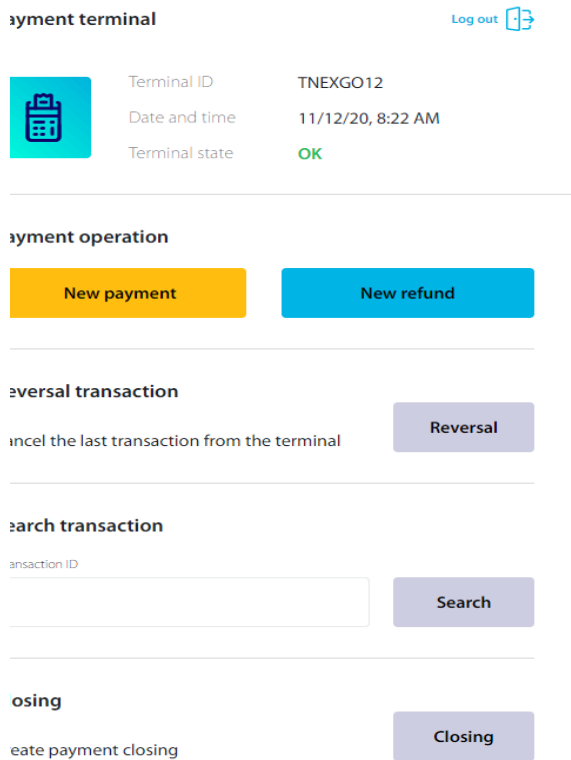 ayment terminal
Log out
Terminal ID TNEXGO12
Date and time 11/12/20, 8:22 AM
Terminal state OK
ayment operation
New payment New refund
eversal transaction
ancel the last transaction from the terminal
Reversal
earch transaction
ansaction ID
Search
osing
eate payment closing
Closing